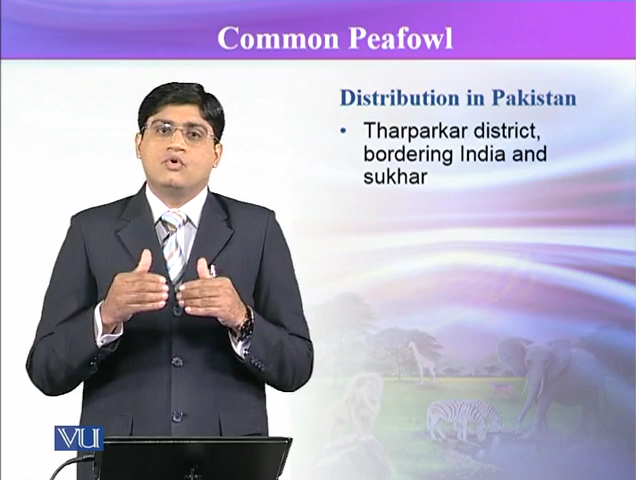 Common Peafowl
Distribution in Pakistan
• Tharparkar district,
bordering India and
sukhar
VU